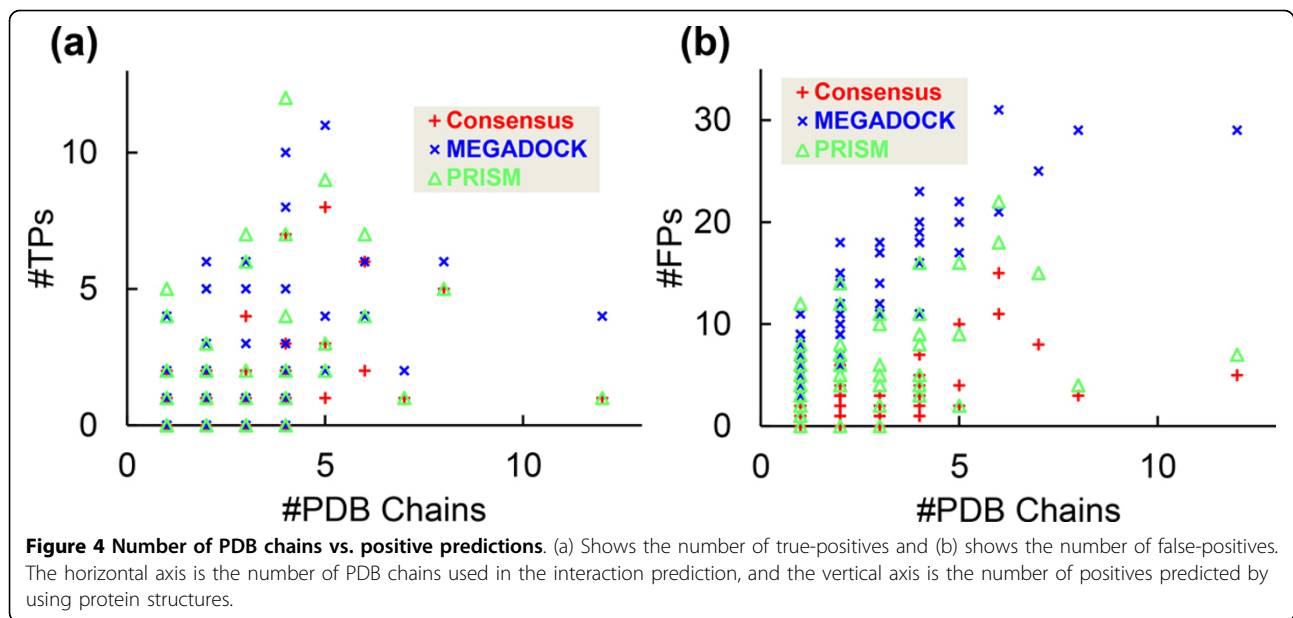 (a)
#TPs
10
5
0
+ Consensus
× MEGADOCK
△ PRISM
0
5
10
#PDB Chains
(b)
#FPs
30
20
10
0
+ Consensus
× MEGADOCK
△ PRISM
0
5
10
#PDB Chains
Figure 4 Number of PDB chains vs. positive predictions. (a) Shows the number of true-positives and (b) shows the number of false-positives.
The horizontal axis is the number of PDB chains used in the interaction prediction, and the vertical axis is the number of positives predicted by
using protein structures.